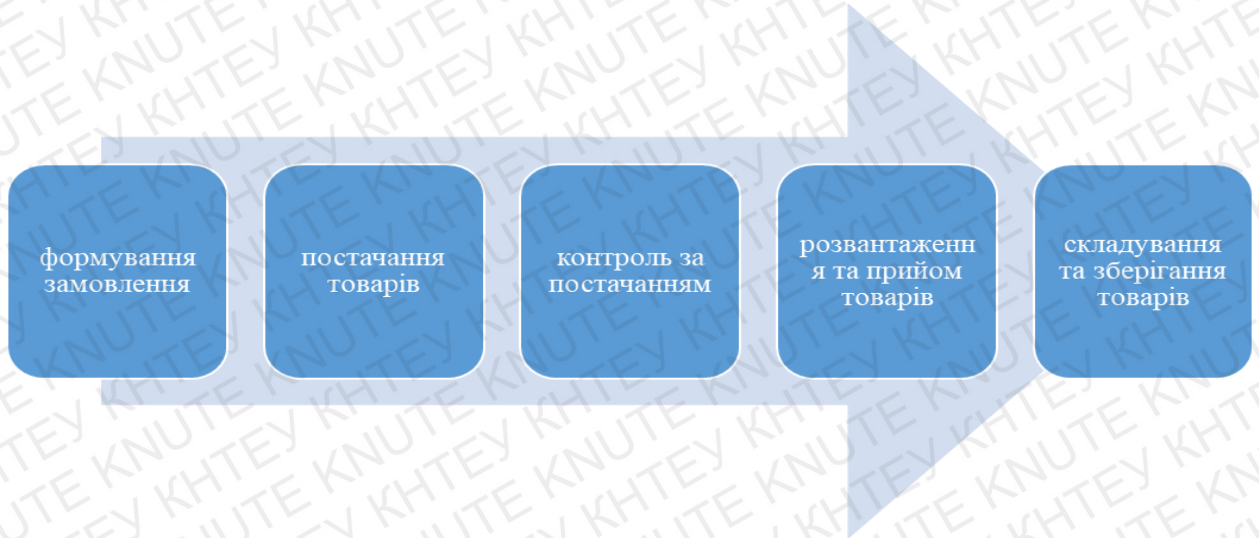 формування
замовлення
постачання
товарів
контроль за
постачанням
розвантаженн
я та прийом
товарів
складування
та зберігання
товарів